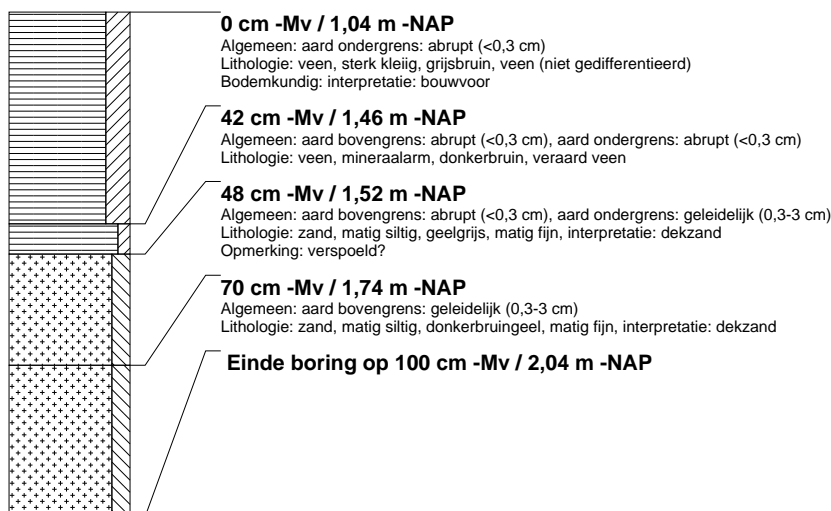 0 cm -Mv / 1,04 m -NAP
Algemeen: aard ondergrens: abrupt (<0,3 cm)
Lithologie: veen, sterk kleiig, grijsbruin, veen (niet gedifferentieerd)
Bodemkundig: interpretatie: bouwvoor
42 cm -Mv / 1,46 m -NAP
Algemeen: aard bovengrens: abrupt (<0,3 cm), aard ondergrens: abrupt (<0,3 cm)
Lithologie: veen, mineraalarm, donkerbruin, veraard veen
48 cm -Mv / 1,52 m -NAP
Algemeen: aard bovengrens: abrupt (<0,3 cm), aard ondergrens: geleidelijk (0,3-3 cm)
Lithologie: zand, matig siltig, geelgrijs, matig fijn, interpretatie: dekzand
Opmerking: verspoeld?
70 cm -Mv / 1,74 m -NAP
Algemeen: aard bovengrens: geleidelijk (0,3-3 cm)
Lithologie: zand, matig siltig, donkerbruingeel, matig fijn, interpretatie: dekzand
Einde boring op 100 cm -Mv / 2,04 m -NAP